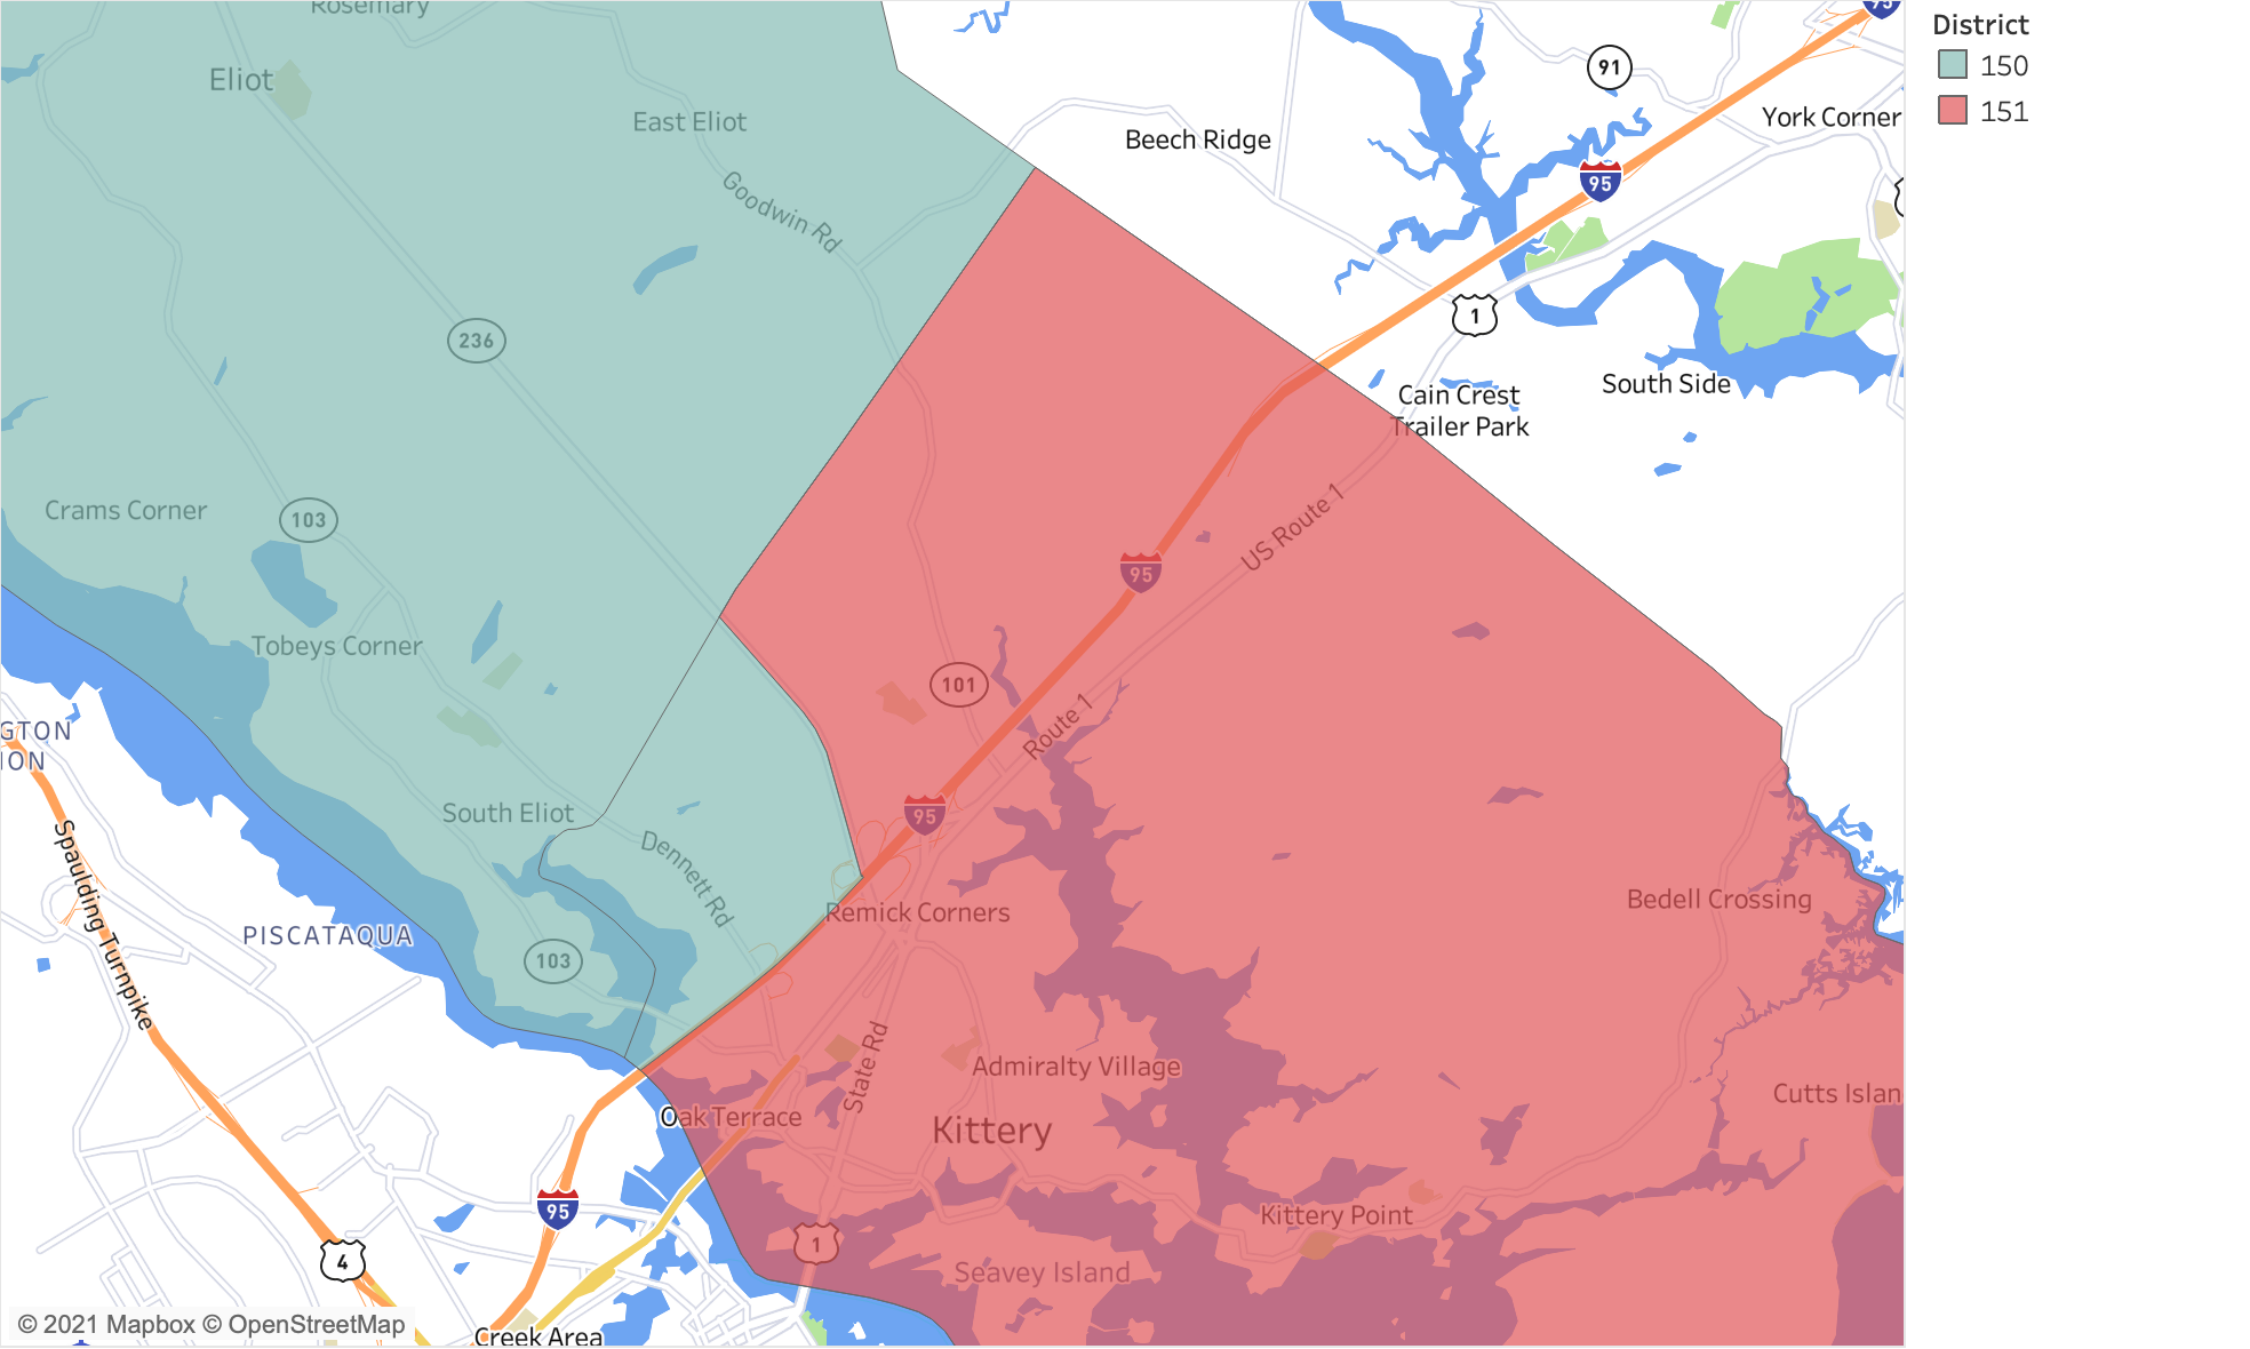 Rosemary
95
District
150
151
Eliot
91
York Corner
East Eliot
Beech Ridge
95
Goodwin Rd
236
1
Cain Crest
Trailer Park
South Side
Crams Corner
103
US Route 1
95
Tobeys Corner
101
Route 1
GTON
ION
South Eliot
95
Spaulding Turnpike
Dennett Rd
Remick Corners
Bedell Crossing
PISCATAQUA
103
State Rd
Admiralty Village
Cutts Islan
Oak Terrace
Kittery
95
Kittery Point
1
4
Seavey Island
© 2021 Mapbox © OpenStreetMap
Creek Area